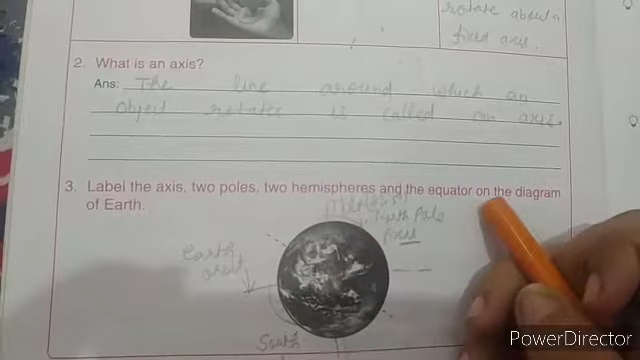 rotate about a
fixed axis.
2. What is an axis?
Ans: The line around which an
object rotates is called an axis.
3. Label the axis, two poles, two hemispheres and the equator on the diagram
of Earth.
North Pole
Axis
Earth
orbit
South
PowerDirector